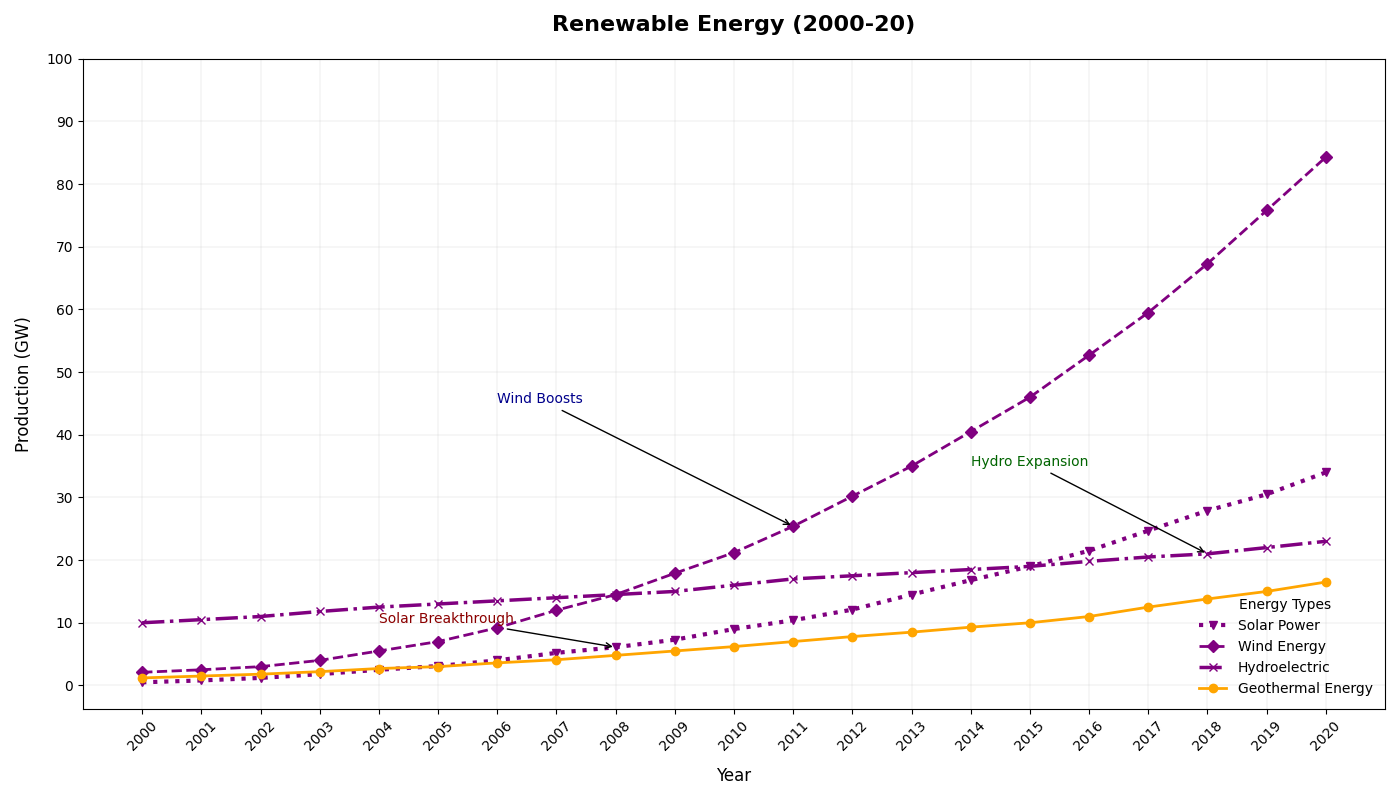 Renewable Energy (2000-20)
Production (GW)
100
90
80
70
60
50
40
30
20
10
0
Wind Boosts
Hydro Expansion
Solar Breakthrough
Energy Types
Solar Power
Wind Energy
Hydroelectric
Geothermal Energy
2000 2001 2002 2003 2004 2005 2006 2007 2008 2009 2010 2011 2012 2013 2014 2015 2016 2017 2018 2019 2020
Year